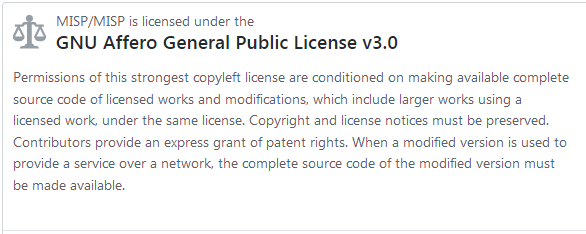 MISP/MISP is licensed under the
GNU Affero General Public License v3.0
Permissions of this strongest copyleft license are conditioned on making available complete
source code of licensed works and modifications, which include larger works using a
licensed work, under the same license. Copyright and license notices must be preserved.
Contributors provide an express grant of patent rights. When a modified version is used to
provide a service over a network, the complete source code of the modified version must
be made available.